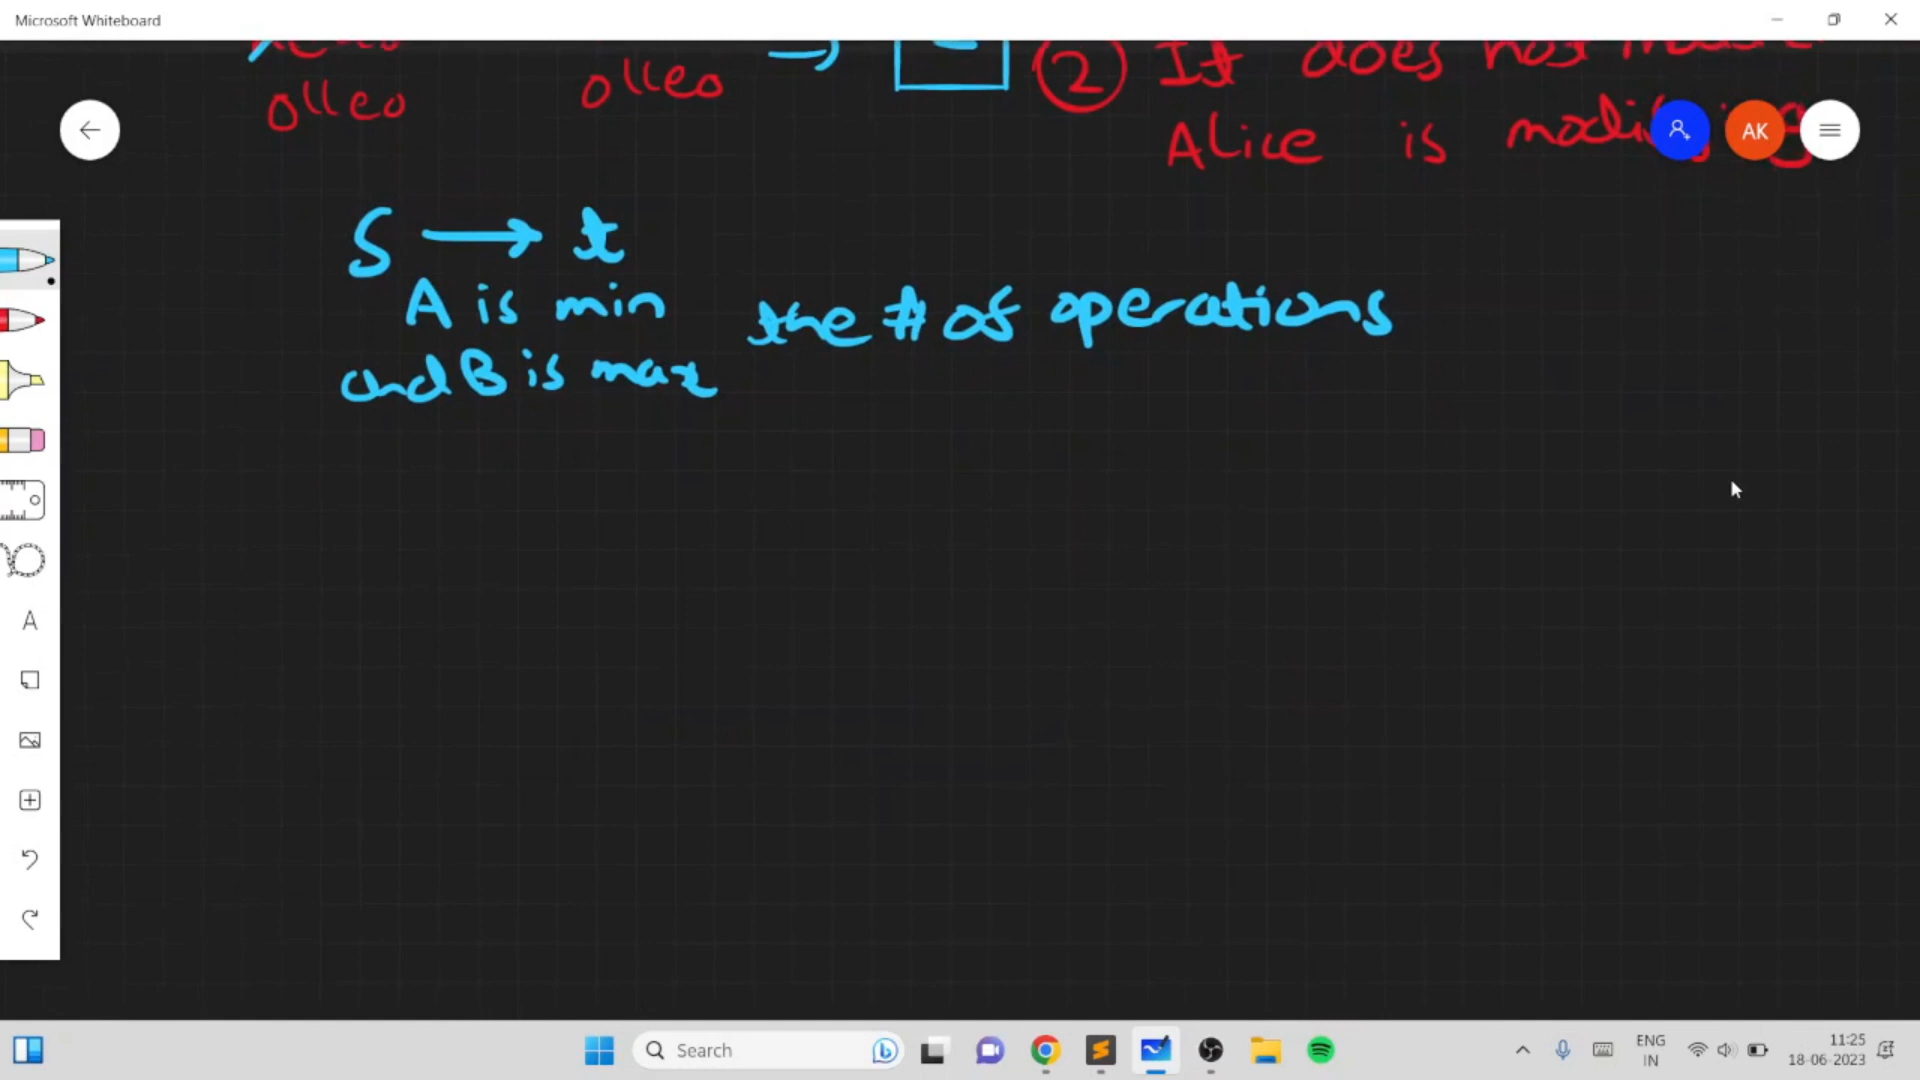 Microsoft Whiteboard
olleo
olleo
② It does not
Alice is
AK
S → t
A is min the # of operations
and B is max
A
Search
ENG
IN
11:25
18-06-2023